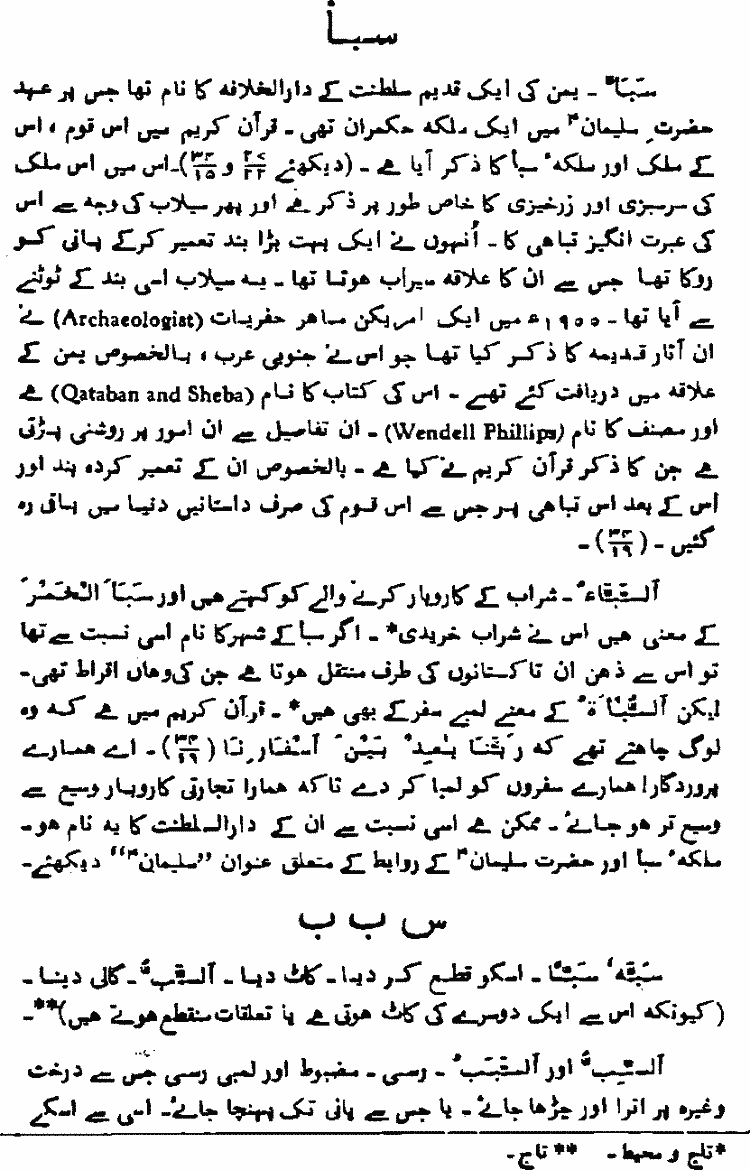 سبأ
سَبَأ ۔ یمن کی ایک قدیم سلطنت کے دارالخلافہ کا نام تھا جس پر عہد
حضرت سلیمانؑ میں ایک ملکہ حکمران تھی ۔ قرآن کریم میں اس قوم ، اس
کے ملک اور ملکہٴ سبأ کا ذکر آیا ہے ۔ (دیکھئے ۲۷/۲۲ و ۳۴/۱۵)۔ اس میں اس ملک
کی سرسبزی اور زرخیزی کا خاص طور پر ذکر ہے اور پھر سیلاب کی وجہ سے اس
کی عبرت انگیز تباہی کا ۔ اُنہوں نے ایک بہت بڑا بند تعمیر کرکے پانی کو
روکا تھا جس سے ان کا علاقہ سیراب ہوتا تھا ۔ یہ سیلاب اسی بند کے ٹوٹنے
سے آیا تھا ۔ ۱۹۵۵ء میں ایک امریکن ماہر حفریات (Archaeologist) نے
ان آثار قدیمہ کا ذکر کیا تھا جو اس نے جنوبی عرب ، بالخصوص یمن کے
علاقہ میں دریافت کئے تھے ۔ اس کی کتاب کا نام (Qataban and Sheba) ہے
اور مصنف کا نام (Wendell Phillips) ۔ ان تفاصیل سے ان امور پر روشنی پڑتی
ہے جن کا ذکر قرآن کریم نے کیا ہے ۔ بالخصوص ان کے تعمیر کردہ بند اور
اُس کے بعد اس تباہی پر جس سے اس قوم کی صرف داستانیں دنیا میں باقی رہ
گئیں ۔ (۳۴/۱۹) ۔
اَلسَّبَّاءُ ۔ شراب کے کاروبار کرنے والے کو کہتے ہیں اور سَبَأَ الْخَمْرَ
کے معنی ہیں اس نے شراب خریدی* ۔ اگر سبأ کے شہر کا نام اسی نسبت سے تھا
تو اس سے ذہن ان تاکستانوں کی طرف منتقل ہوتا ہے جن کی وہاں افراط تھی۔
لیکن اَلسُّبْأَۃُ کے معنے لمبے سفر کے بھی ہیں* ۔ قرآن کریم میں ہے کہ وہ
لوگ چاہتے تھے کہ رَبَّنَا بٰعِدْ بَیْنَ اَسْفَارِنَا (۳۴/۱۹) ۔ اے ہمارے
پروردگار! ہمارے سفروں کو لمبا کر دے تاکہ ہمارا تجارتی کاروبار وسیع سے
وسیع تر ہو جائے ۔ ممکن ہے اسی نسبت سے ان کے دارالسلطنت کا یہ نام ہو۔
ملکہٴ سبأ اور حضرت سلیمانؑ کے روابط کے متعلق عنوان ”سلیمانؑ“ دیکھئے۔
س ب ب
سَبَّہٗ سَبًّا ۔ اسکو قطع کر دیا ۔ کاٹ دیا ۔ اَلسَّبُّ ۔ گالی دینا ۔
(کیونکہ اس سے ایک دوسرے کی کاٹ ہوتی ہے یا تعلقات منقطع ہوتے ہیں)** ۔
اَلسِّبُّ اور اَلسَّبَبُ ۔ رسی ۔ مضبوط اور لمبی رسی جس سے درخت
وغیرہ پر اترا اور چڑھا جائے ۔ یا جس سے پانی تک پہنچا جائے ۔ اسی سے اسکے
*تاج و محیط ۔ **تاج ۔